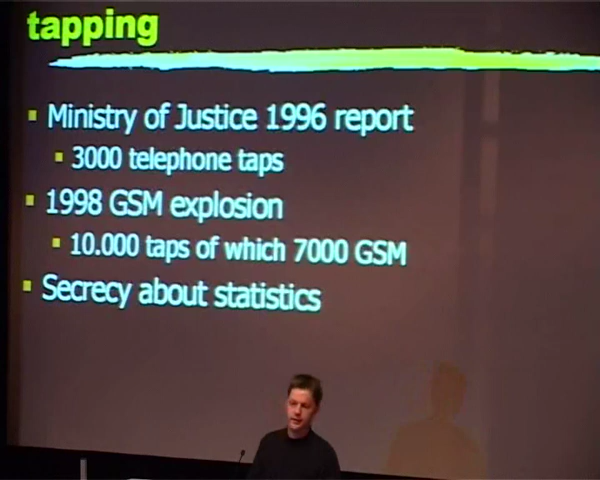 tapping
Ministry of Justice 1996 report
3000 telephone taps
1998 GSM explosion
10.000 taps of which 7000 GSM
Secrecy about statistics